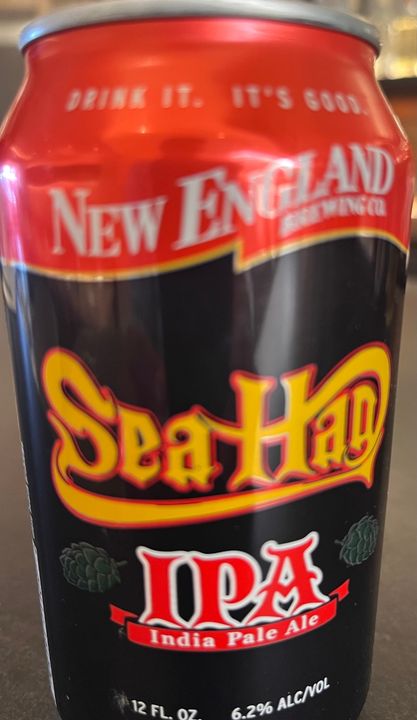 DRINK IT. IT'S GOOD.
NEW ENGLAND
BREWING CO.
Sea Hag
IPA
India Pale Ale
12 FL. OZ. 6.2% ALC/VOL